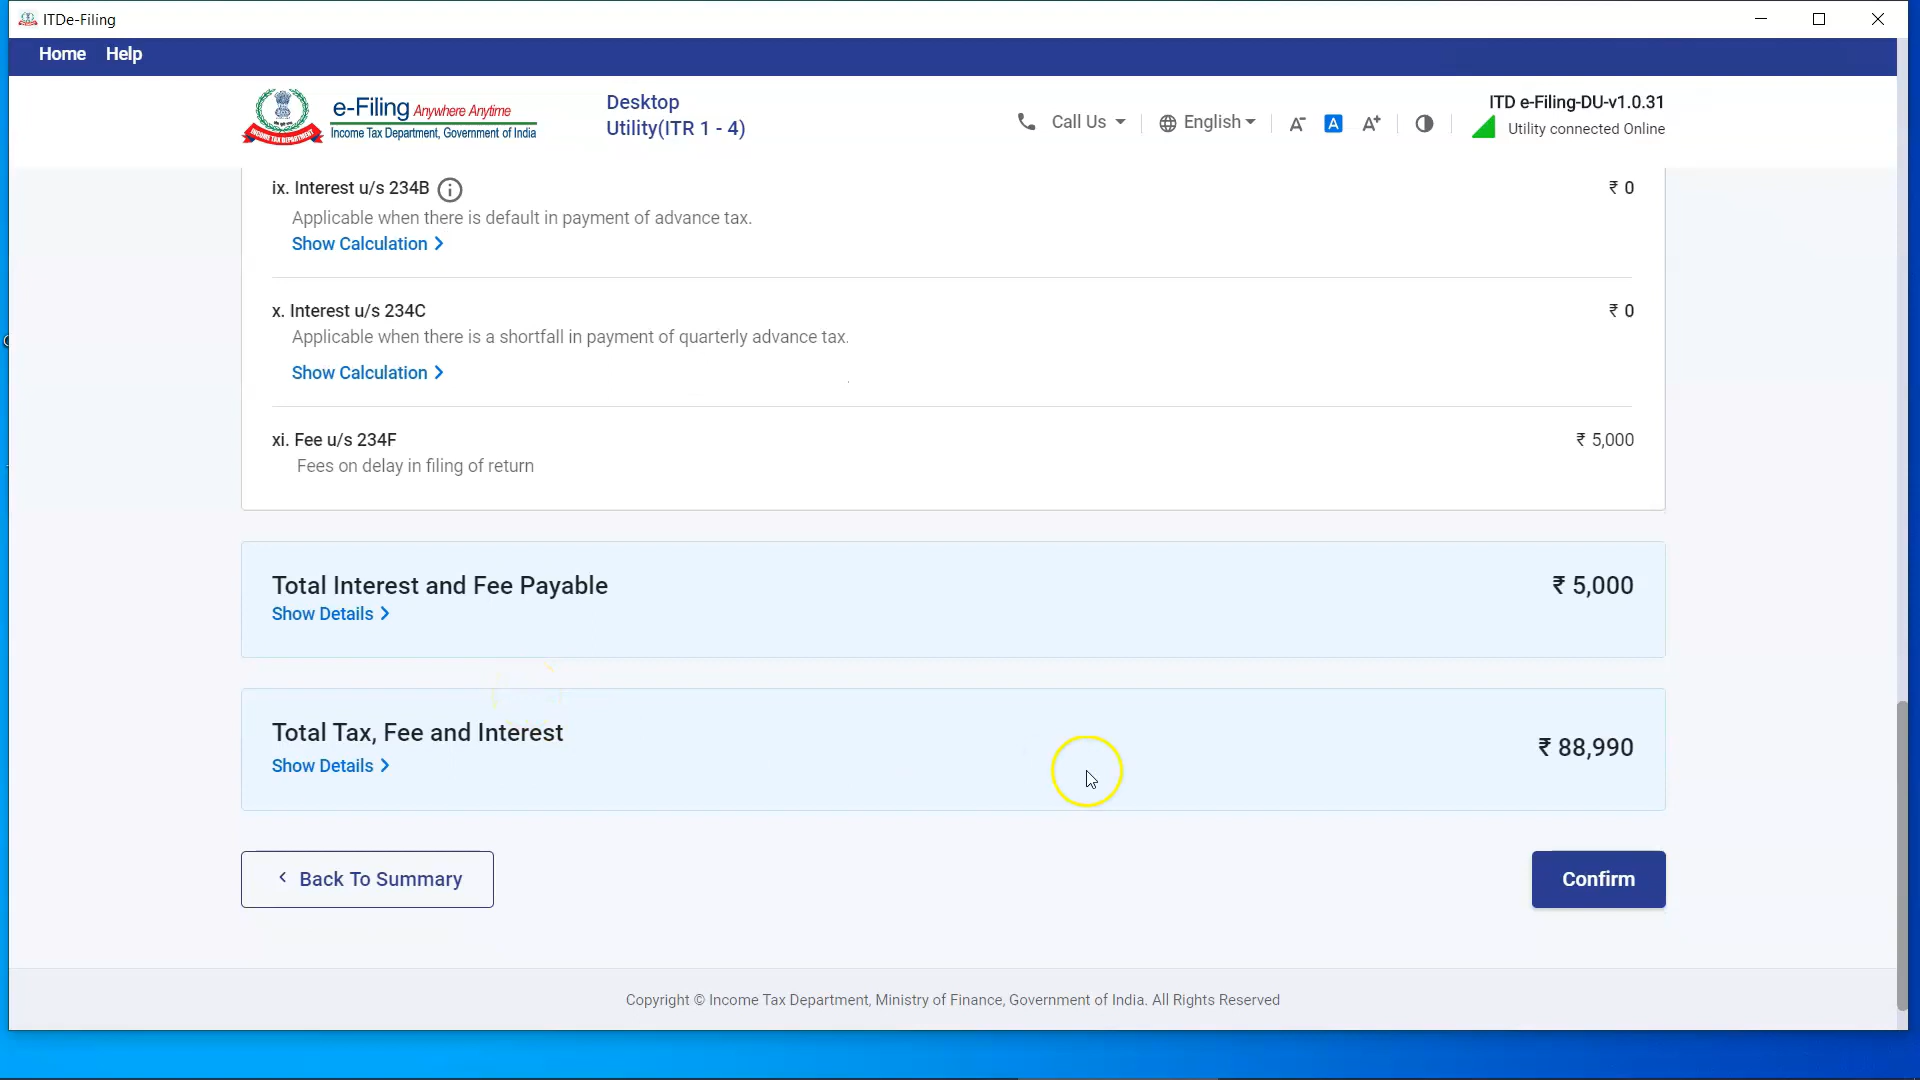 ITDe-Filing
Home Help
e-Filing Anywhere Anytime
Income Tax Department, Government of India
INCOME TAX DEPARTMENT
Desktop
Utility(ITR 1 - 4)
Call Us
English
A-
A
A+
ITD e-Filing-DU-v1.0.31
Utility connected Online
ix. Interest u/s 234B ₹ 0
Applicable when there is default in payment of advance tax.
Show Calculation >
x. Interest u/s 234C ₹ 0
Applicable when there is a shortfall in payment of quarterly advance tax.
Show Calculation >
xi. Fee u/s 234F ₹ 5,000
Fees on delay in filing of return
Total Interest and Fee Payable ₹ 5,000
Show Details >
Total Tax, Fee and Interest ₹ 88,990
Show Details >
< Back To Summary
Confirm
Copyright © Income Tax Department, Ministry of Finance, Government of India. All Rights Reserved